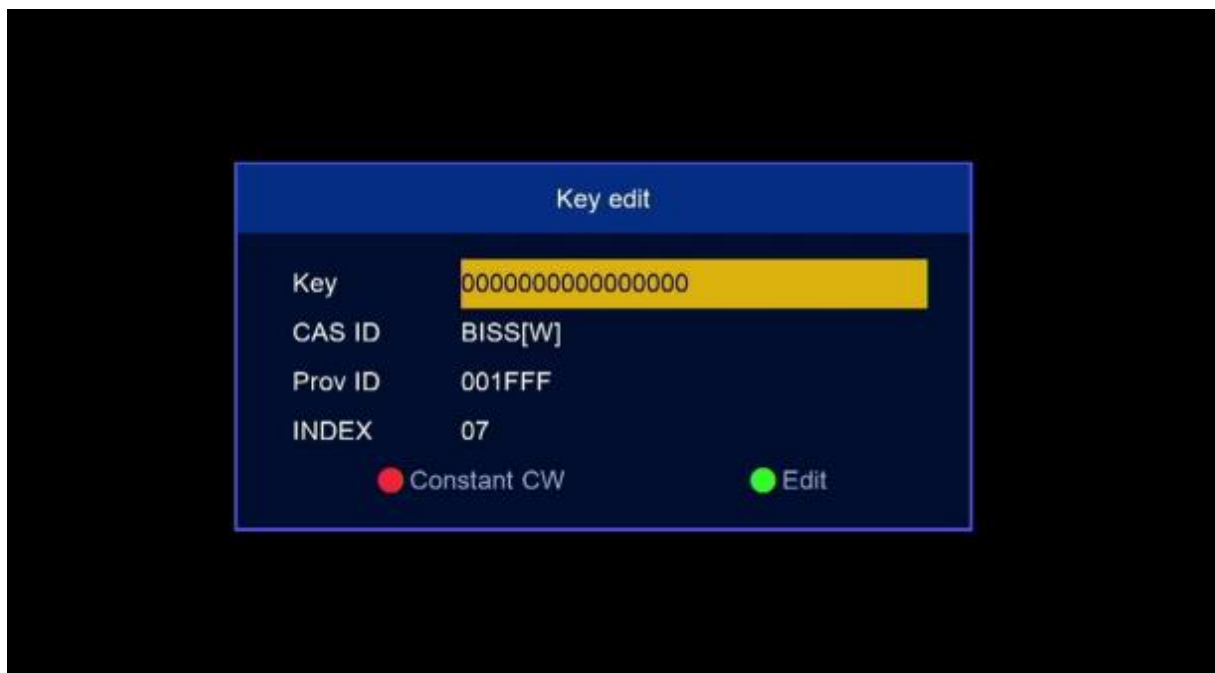 Key edit
Key 0000000000000000
CAS ID BISS[W]
Prov ID 001FFF
INDEX 07
Constant CW Edit